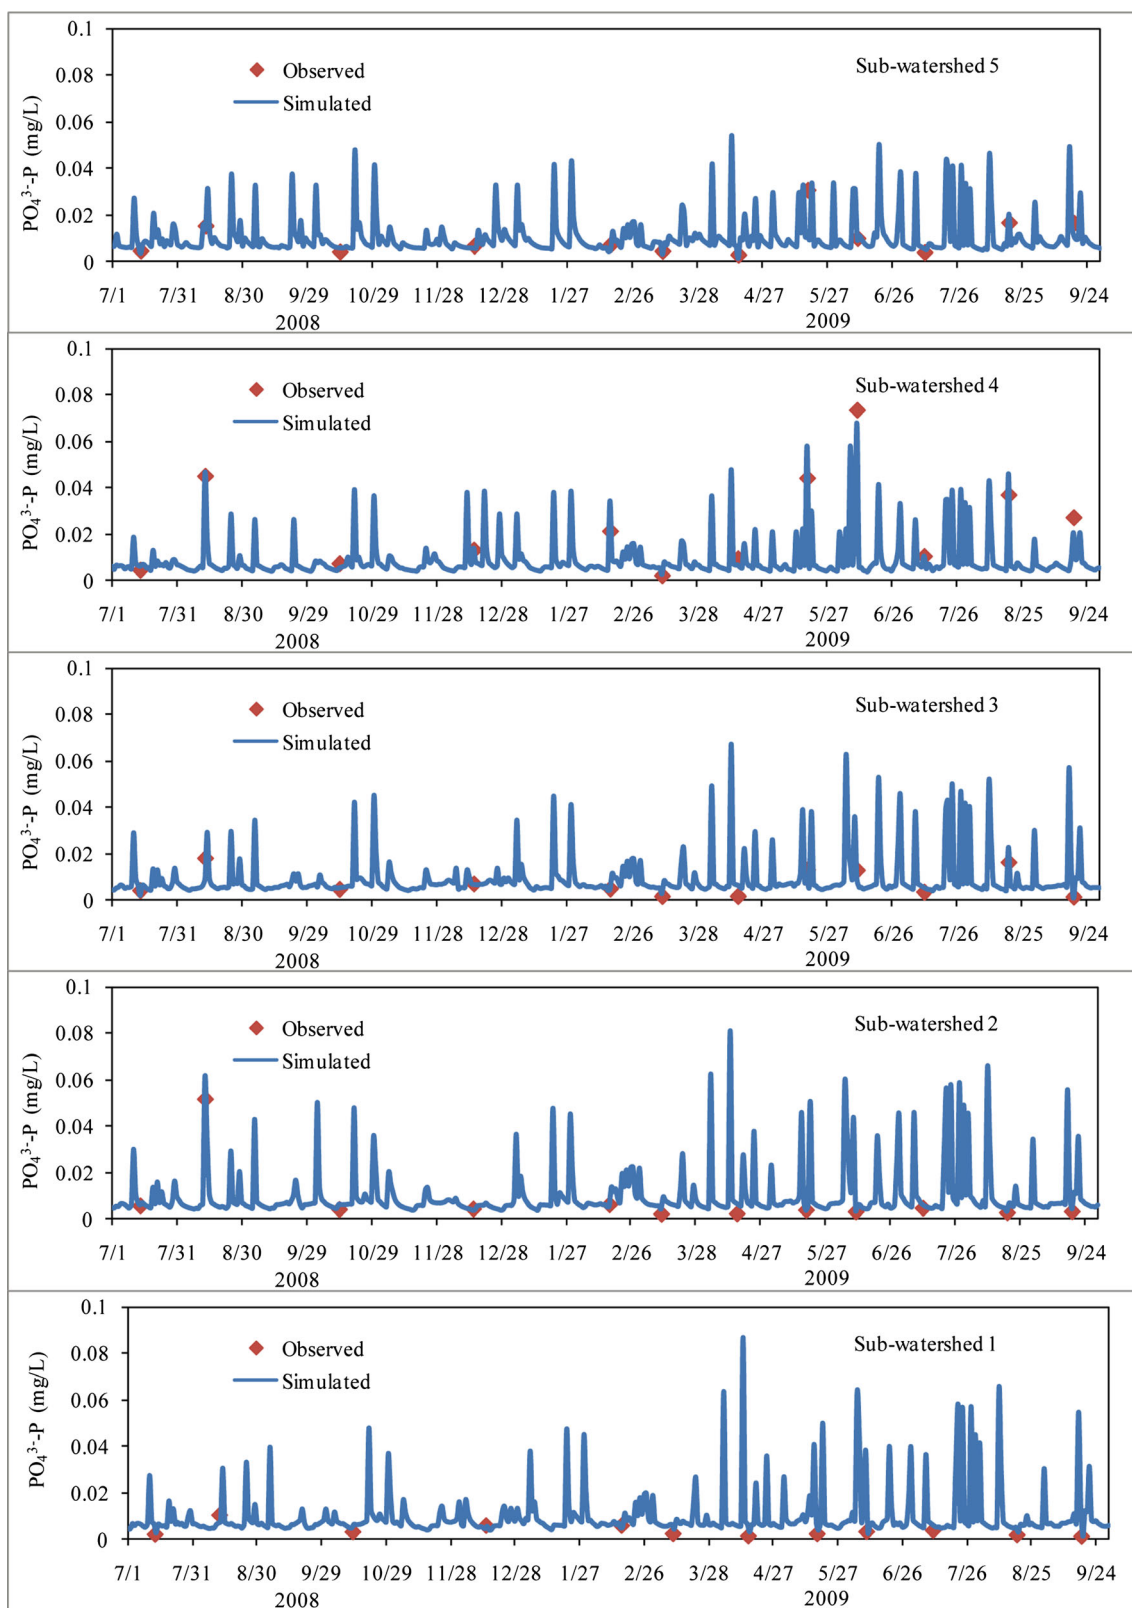 0.1
Sub-watershed 5
Observed
0.08
Simulated
0.06
PO₄³⁻-P (mg/L)
0.04
0.02
0
7/1 7/31 8/30 9/29 10/29 11/28 12/28 1/27 2/26 3/28 4/27 5/27 6/26 7/26 8/25 9/24
2008 2009
0.1
Sub-watershed 4
Observed
0.08
Simulated
0.06
PO₄³⁻-P (mg/L)
0.04
0.02
0
7/1 7/31 8/30 9/29 10/29 11/28 12/28 1/27 2/26 3/28 4/27 5/27 6/26 7/26 8/25 9/24
2008 2009
0.1
Sub-watershed 3
Observed
0.08
Simulated
0.06
PO₄³⁻-P (mg/L)
0.04
0.02
0
7/1 7/31 8/30 9/29 10/29 11/28 12/28 1/27 2/26 3/28 4/27 5/27 6/26 7/26 8/25 9/24
2008 2009
0.1
Sub-watershed 2
Observed
0.08
Simulated
0.06
PO₄³⁻-P (mg/L)
0.04
0.02
0
7/1 7/31 8/30 9/29 10/29 11/28 12/28 1/27 2/26 3/28 4/27 5/27 6/26 7/26 8/25 9/24
2008 2009
0.1
Sub-watershed 1
Observed
0.08
Simulated
0.06
PO₄³⁻-P (mg/L)
0.04
0.02
0
7/1 7/31 8/30 9/29 10/29 11/28 12/28 1/27 2/26 3/28 4/27 5/27 6/26 7/26 8/25 9/24
2008 2009